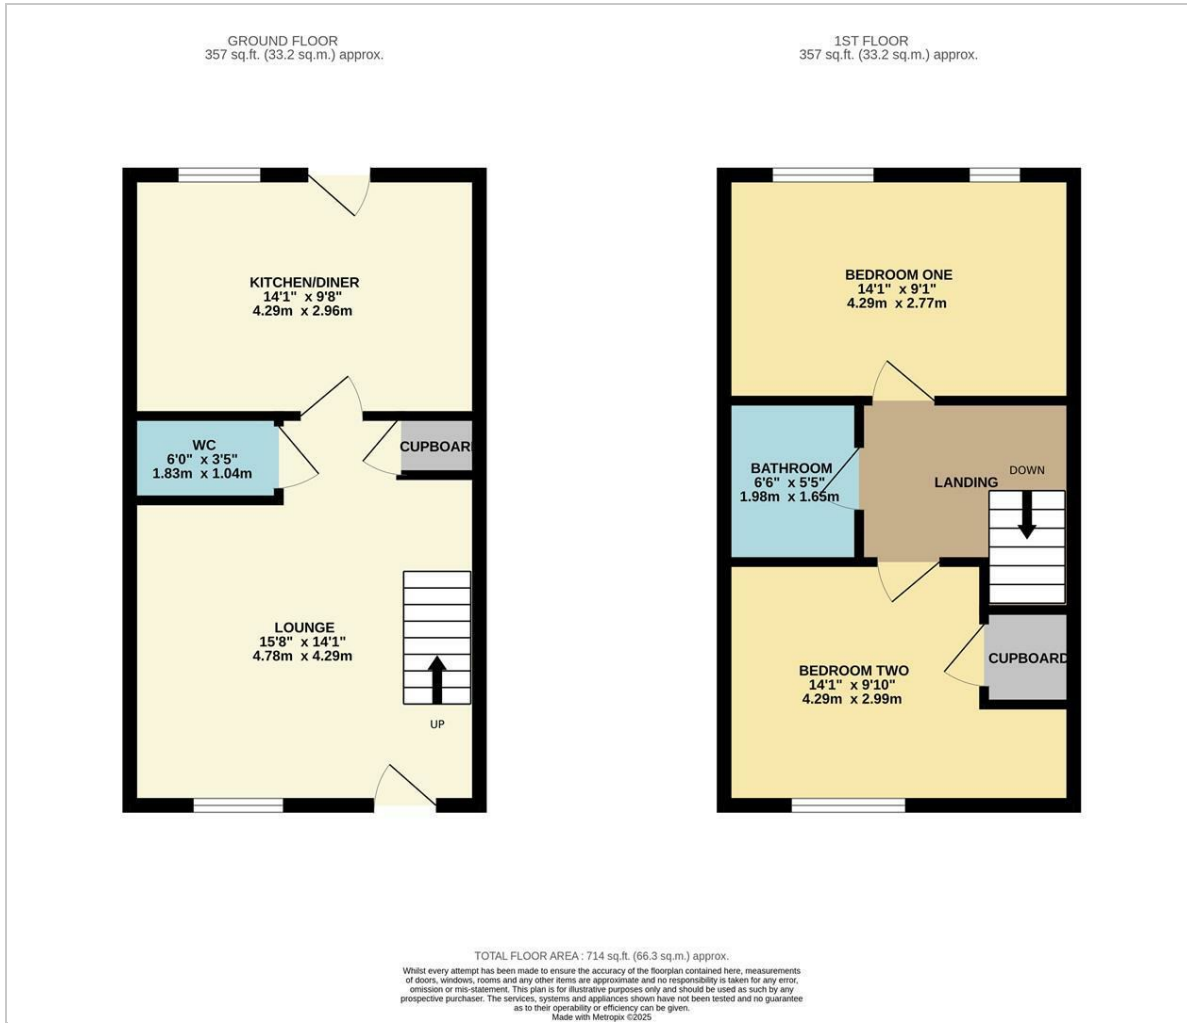 GROUND FLOOR
357 sq.ft. (33.2 sq.m.) approx.
KITCHEN/DINER
14'1" x 9'8"
4.29m x 2.96m
WC
6'0" x 3'5"
1.83m x 1.04m
CUPBOARD
LOUNGE
15'8" x 14'1"
4.78m x 4.29m
UP
1ST FLOOR
357 sq.ft. (33.2 sq.m.) approx.
BEDROOM ONE
14'1" x 9'1"
4.29m x 2.77m
BATHROOM
6'6" x 5'5"
1.98m x 1.65m
DOWN
LANDING
BEDROOM TWO
14'1" x 9'10"
4.29m x 2.99m
CUPBOARD
TOTAL FLOOR AREA : 714 sq.ft. (66.3 sq.m.) approx.
Whilst every attempt has been made to ensure the accuracy of the floorplan contained here, measurements
of doors, windows, rooms and any other items are approximate and no responsibility is taken for any error,
omission or mis-statement. This plan is for illustrative purposes only and should be used as such by any
prospective purchaser. The services, systems and appliances shown have not been tested and no guarantee
as to their operability or efficiency can be given.
Made with Metropix ©2025